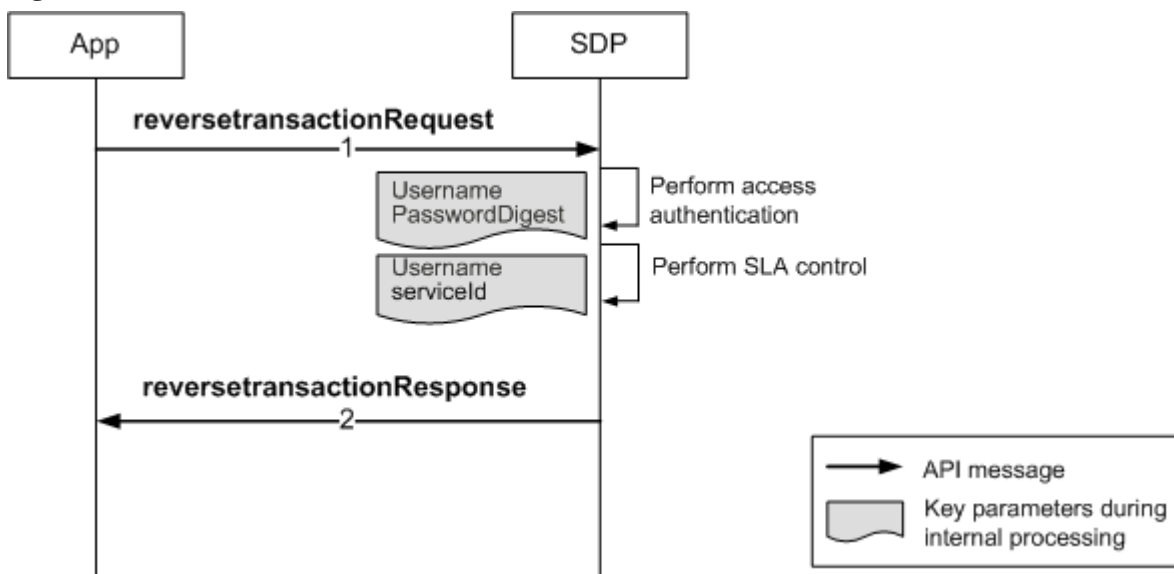 App
SDP
reversetransactionRequest
1
Username
PasswordDigest
Perform access
authentication
Username
serviceId
Perform SLA control
reversetransactionResponse
2
API message
Key parameters during
internal processing